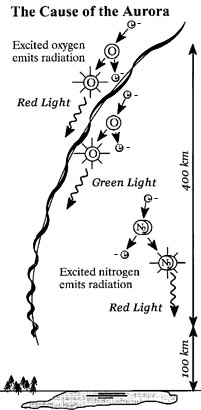 The Cause of the Aurora
Excited oxygen
emits radiation
O
O
Red Light
O
O
Green Light
N₂
Excited nitrogen
emits radiation
N₂
Red Light
400 km
100 km